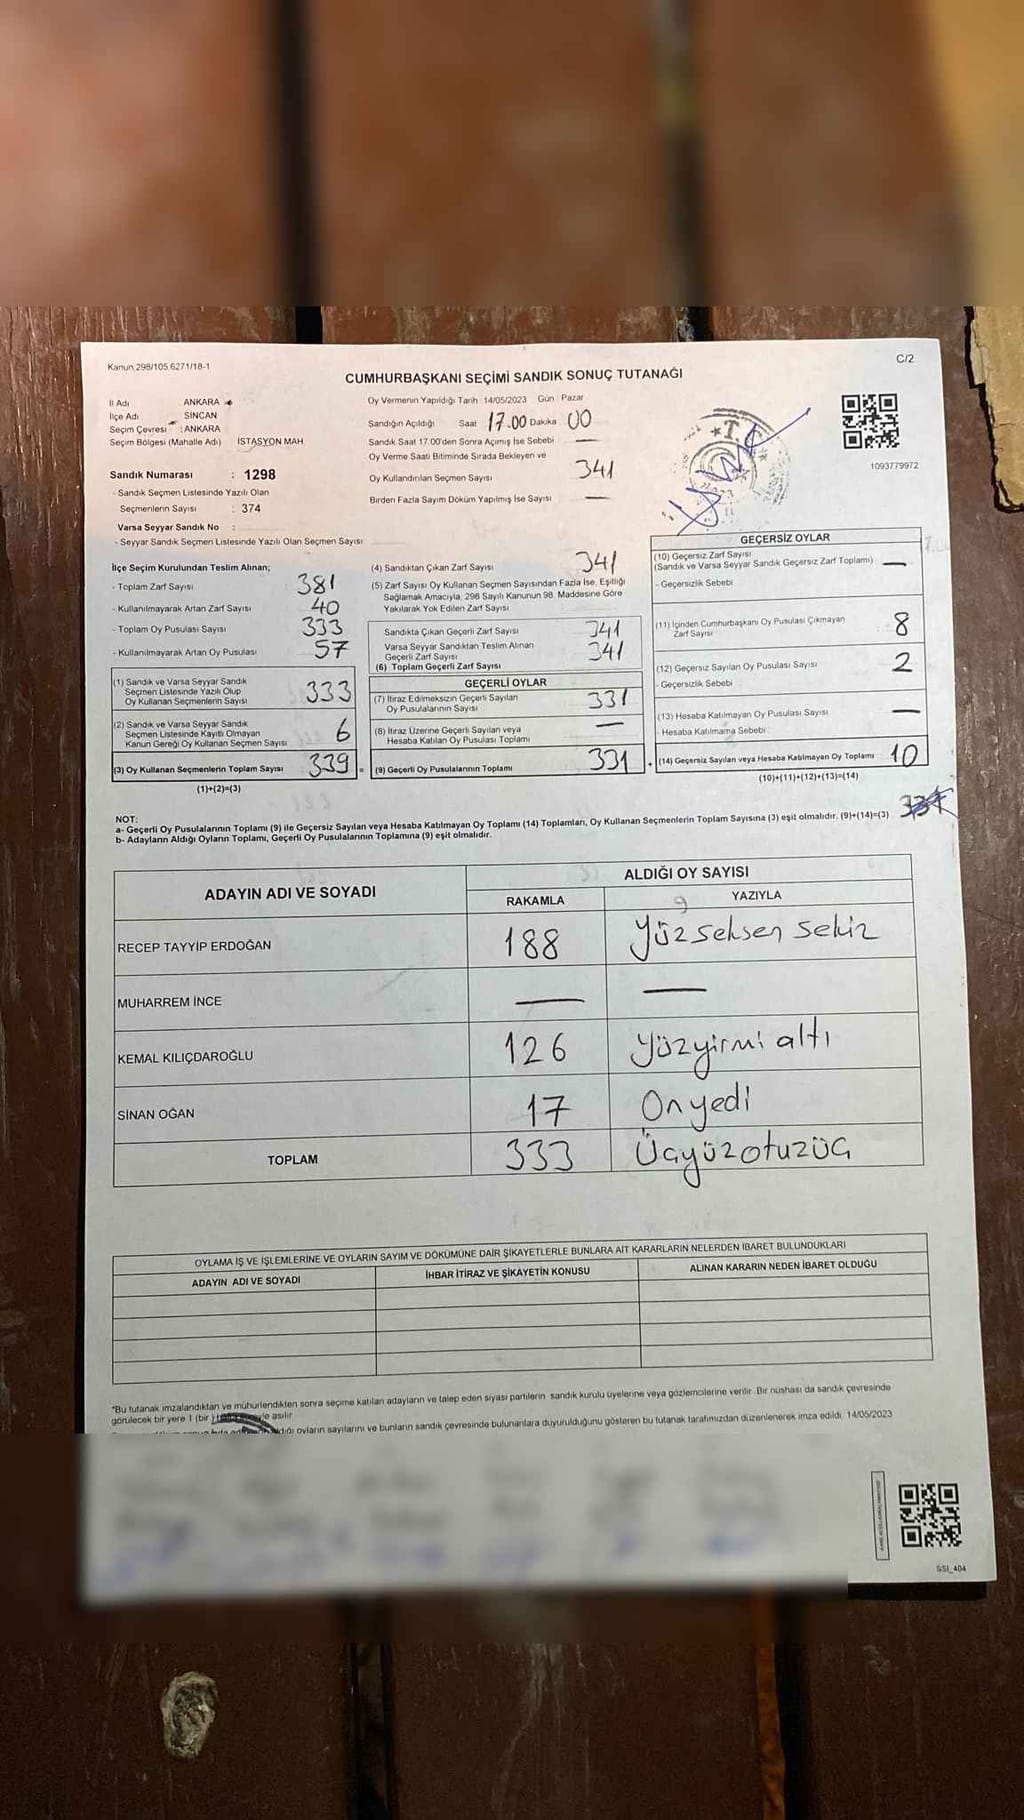 Kanun 298/105,6271/18-1
C/2
CUMHURBAŞKANI SEÇİMİ SANDIK SONUÇ TUTANAĞI
İl Adı ANKARA
İlçe Adı SİNCAN
Seçim Çevresi : ANKARA
Seçim Bölgesi (Mahalle Adı) İSTASYON MAH
Sandık Numarası : 1298
- Sandık Seçmen Listesinde Yazılı Olan
Seçmenlerin Sayısı : 374
Varsa Seyyar Sandık No :
- Seyyar Sandık Seçmen Listesinde Yazılı Olan Seçmen Sayısı
Oy Vermenin Yapıldığı Tarih 14/05/2023 Gün Pazar
Sandığın Açıldığı Saat 17.00 Dakika 00
Sandık Saat 17.00'den Sonra Açmış İse Sebebi —
Oy Verme Saati Bitiminde Sırada Bekleyen ve
Oy Kullandırılan Seçmen Sayısı 341
Birden Fazla Sayım Döküm Yapılmış İse Sayısı —
T.C.
1093779972
İlçe Seçim Kurulundan Teslim Alınan;
- Toplam Zarf Sayısı 381
- Kullanılmayarak Artan Zarf Sayısı 40
- Toplam Oy Pusulası Sayısı 333
- Kullanılmayarak Artan Oy Pusulası 57
(1) Sandık ve Varsa Seyyar Sandık
Seçmen Listesinde Yazılı Olup
Oy Kullanan Seçmenlerin Sayısı 333
(2) Sandık ve Varsa Seyyar Sandık
Seçmen Listesinde Kayıtlı Olmayan
Kanun Gereği Oy Kullanan Seçmen Sayısı 6
(3) Oy Kullanan Seçmenlerin Toplam Sayısı 339 =
(1)+(2)=(3)
(4) Sandıktan Çıkan Zarf Sayısı 341
(5) Zarf Sayısı Oy Kullanan Seçmen Sayısından Fazla İse, Eşitliği
Sağlamak Amacıyla, 298 Sayılı Kanunun 98. Maddesine Göre
Yakılarak Yok Edilen Zarf Sayısı
Sandıkta Çıkan Geçerli Zarf Sayısı 341
Varsa Seyyar Sandıktan Teslim Alınan
Geçerli Zarf Sayısı 341
(6) Toplam Geçerli Zarf Sayısı
GEÇERLİ OYLAR
(7) İtiraz Edilmeksizin Geçerli Sayılan
Oy Pusulalarının Sayısı 331
(8) İtiraz Üzerine Geçerli Sayılan veya
Hesaba Katılan Oy Pusulası Toplamı —
(9) Geçerli Oy Pusulalarının Toplamı 331 +
GEÇERSİZ OYLAR
(10) Geçersiz Zarf Sayısı
(Sandık ve Varsa Seyyar Sandık Geçersiz Zarf Toplamı) —
- Geçersizlik Sebebi
(11) İçinden Cumhurbaşkanı Oy Pusulası Çıkmayan
Zarf Sayısı 8
(12) Geçersiz Sayılan Oy Pusulası Sayısı 2
- Geçersizlik Sebebi
(13) Hesaba Katılmayan Oy Pusulası Sayısı —
- Hesaba Katılmama Sebebi
(14) Geçersiz Sayılan veya Hesaba Katılmayan Oy Toplamı 10
(10)+(11)+(12)+(13)=(14)
NOT:
a- Geçerli Oy Pusulalarının Toplamı (9) ile Geçersiz Sayılan veya Hesaba Katılmayan Oy Toplamı (14) Toplamları, Oy Kullanan Seçmenlerin Toplam Sayısına (3) eşit olmalıdır. (9)+(14)=(3)
b- Adayların Aldığı Oyların Toplamı, Geçerli Oy Pusulalarının Toplamına (9) eşit olmalıdır.
ADAYIN ADI VE SOYADI
ALDIĞI OY SAYISI
RAKAMLA YAZIYLA
RECEP TAYYİP ERDOĞAN 188 Yüzseksen sekiz
MUHARREM İNCE — —
KEMAL KILIÇDAROĞLU 126 Yüzyirmi altı
SİNAN OĞAN 17 Onyedi
TOPLAM 333 Üçyüzotuzüç
OYLAMA İŞ VE İŞLEMLERİNE VE OYLARIN SAYIM VE DÖKÜMÜNE DAİR ŞİKAYETLERLE BUNLARA AİT KARARLARIN NELERDEN İBARET BULUNDUKLARI
ADAYIN ADI VE SOYADI İHBAR İTİRAZ VE ŞİKAYETİN KONUSU ALINAN KARARIN NEDEN İBARET OLDUĞU
*Bu tutanak imzalandıktan ve mühürlendikten sonra seçime katılan adayların ve talep eden siyasi partilerin sandık kurulu üyelerine veya gözlemcilerine verilir. Bir nüshası da sandık çevresinde
görülecek bir yere 1 (bir) asılır.
oyların sayılarını ve bunların sandık çevresinde bulunanlara duyurulduğunu gösteren bu tutanak tarafımızdan düzenlenerek imza edildi. 14/05/2023
SSI_404